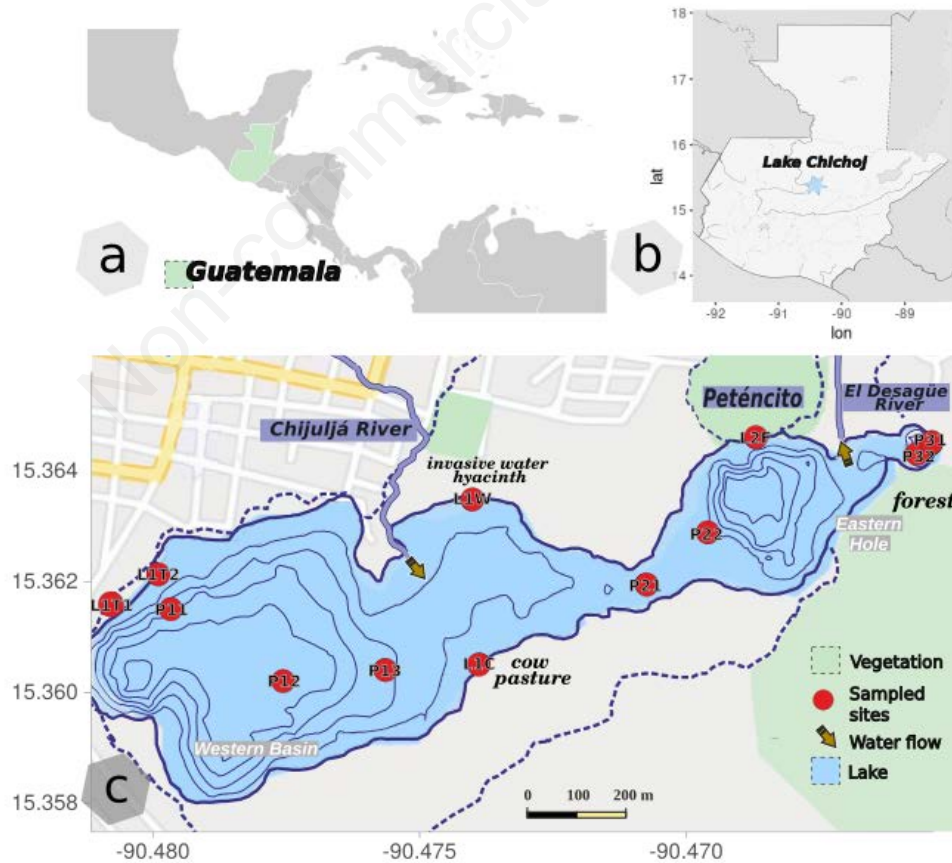 Non-commercial
a
Guatemala
b
Lake Chichoj
18
17
16
15
14
lat
-92
-91
-90
-89
lon
c
15.364
15.362
15.360
15.358
-90.480
-90.475
-90.470
Chijuljá River
Peténcito
El Desagüe
River
invasive water
hyacinth
L1W
L2F
P31
P32
forest
Eastern
Hole
P22
P21
L1T2
L1T1
P11
P12
P13
L1C
cow
pasture
Western Basin
Vegetation
Sampled
sites
Water flow
Lake
0 100 200 m